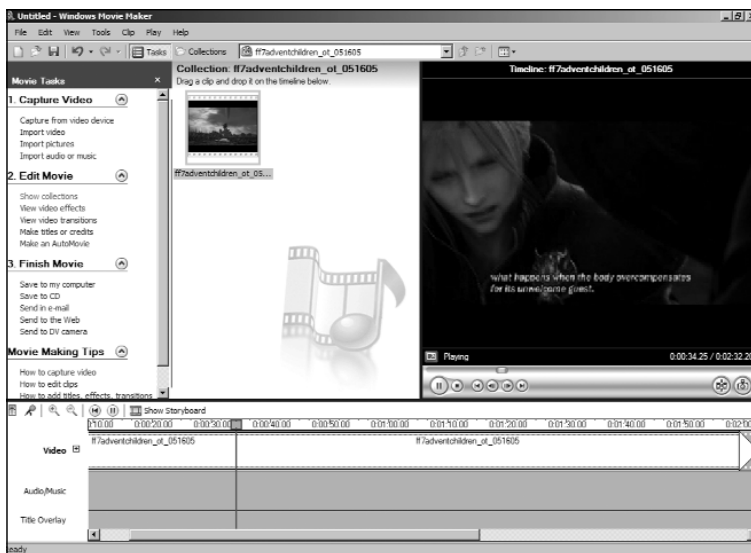 Untitled - Windows Movie Maker
File Edit View Tools Clip Play Help
Tasks Collections ff7adventchildren_ot_051605
Movie Tasks
1. Capture Video
Capture from video device
Import video
Import pictures
Import audio or music
2. Edit Movie
Show collections
View video effects
View video transitions
Make titles or credits
Make an AutoMovie
3. Finish Movie
Save to my computer
Save to CD
Send in e-mail
Send to the Web
Send to DV camera
Movie Making Tips
How to capture video
How to edit clips
How to add titles, effects, transitions
Collection: ff7adventchildren_ot_051605
Drag a clip and drop it on the timeline below.
ff7adventchildren_ot_05...
Timeline: ff7adventchildren_ot_051605
what happens when the body overcompensates
for its unwelcome guest.
Playing 0:00:34.25 / 0:02:32.20
Show Storyboard
0:00:20.00 0:00:30.00 0:00:40.00 0:00:50.00 0:01:00.00 0:01:10.00 0:01:20.00 0:01:30.00 0:01:40.00 0:01:50.00
Video ff7adventchildren_ot_051605 ff7adventchildren_ot_051605
Audio/Music
Title Overlay